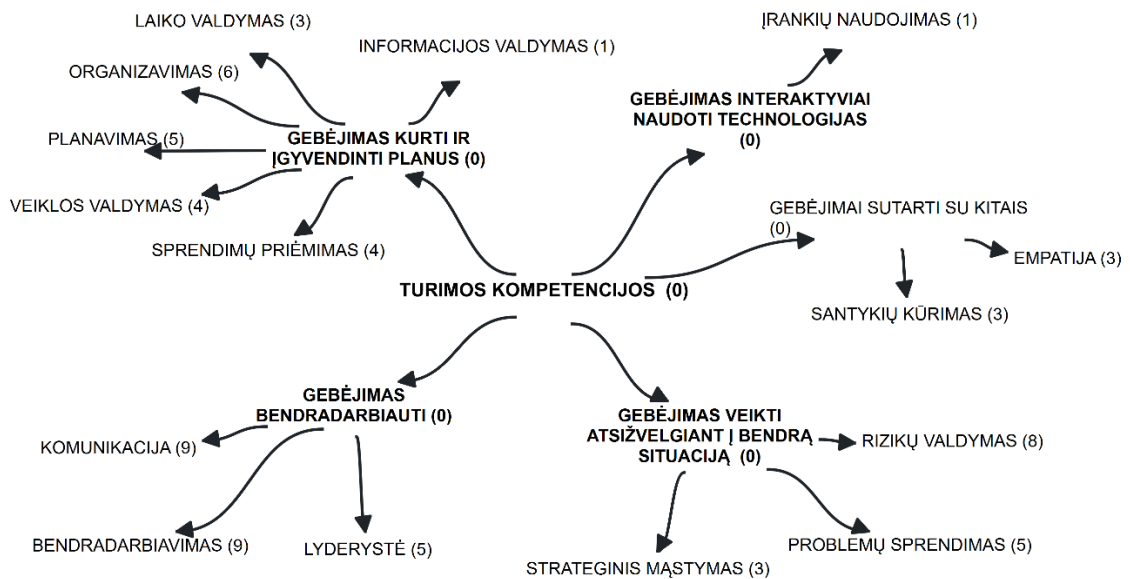 LAIKO VALDYMAS (3)
INFORMACIJOS VALDYMAS (1)
ĮRANKIŲ NAUDOJIMAS (1)
ORGANIZAVIMAS (6)
PLANAVIMAS (5)
VEIKLOS VALDYMAS (4)
GEBĖJIMAS KURTI IR
ĮGYVENDINTI PLANUS (0)
SPRENDIMŲ PRIĖMIMAS (4)
GEBĖJIMAS INTERAKTYVIAI
NAUDOTI TECHNOLOGIJAS
(0)
GEBĖJIMAI SUTARTI SU KITAIS
(0)
EMPATIJA (3)
SANTYKIŲ KŪRIMAS (3)
TURIMOS KOMPETENCIJOS (0)
GEBĖJIMAS
BENDRADARBIAUTI (0)
KOMUNIKACIJA (9)
BENDRADARBIAVIMAS (9)
LYDERYSTĖ (5)
GEBĖJIMAS VEIKTI
ATSIŽVELGIANT Į BENDRĄ
SITUACIJĄ (0)
RIZIKŲ VALDYMAS (8)
PROBLEMŲ SPRENDIMAS (5)
STRATEGINIS MĄSTYMAS (3)